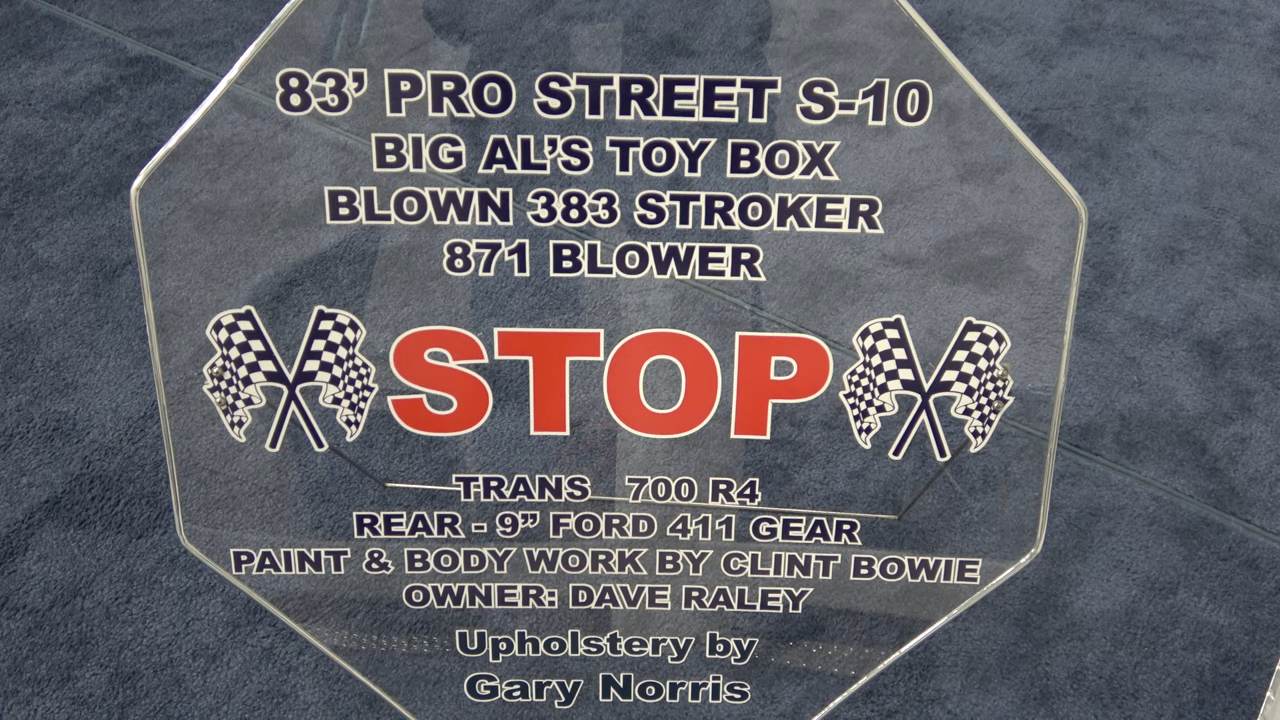 83’ PRO STREET S-10
BIG AL’S TOY BOX
BLOWN 383 STROKER
871 BLOWER
STOP
TRANS 700 R4
REAR - 9” FORD 411 GEAR
PAINT & BODY WORK BY CLINT BOWIE
OWNER: DAVE RALEY
Upholstery by
Gary Norris